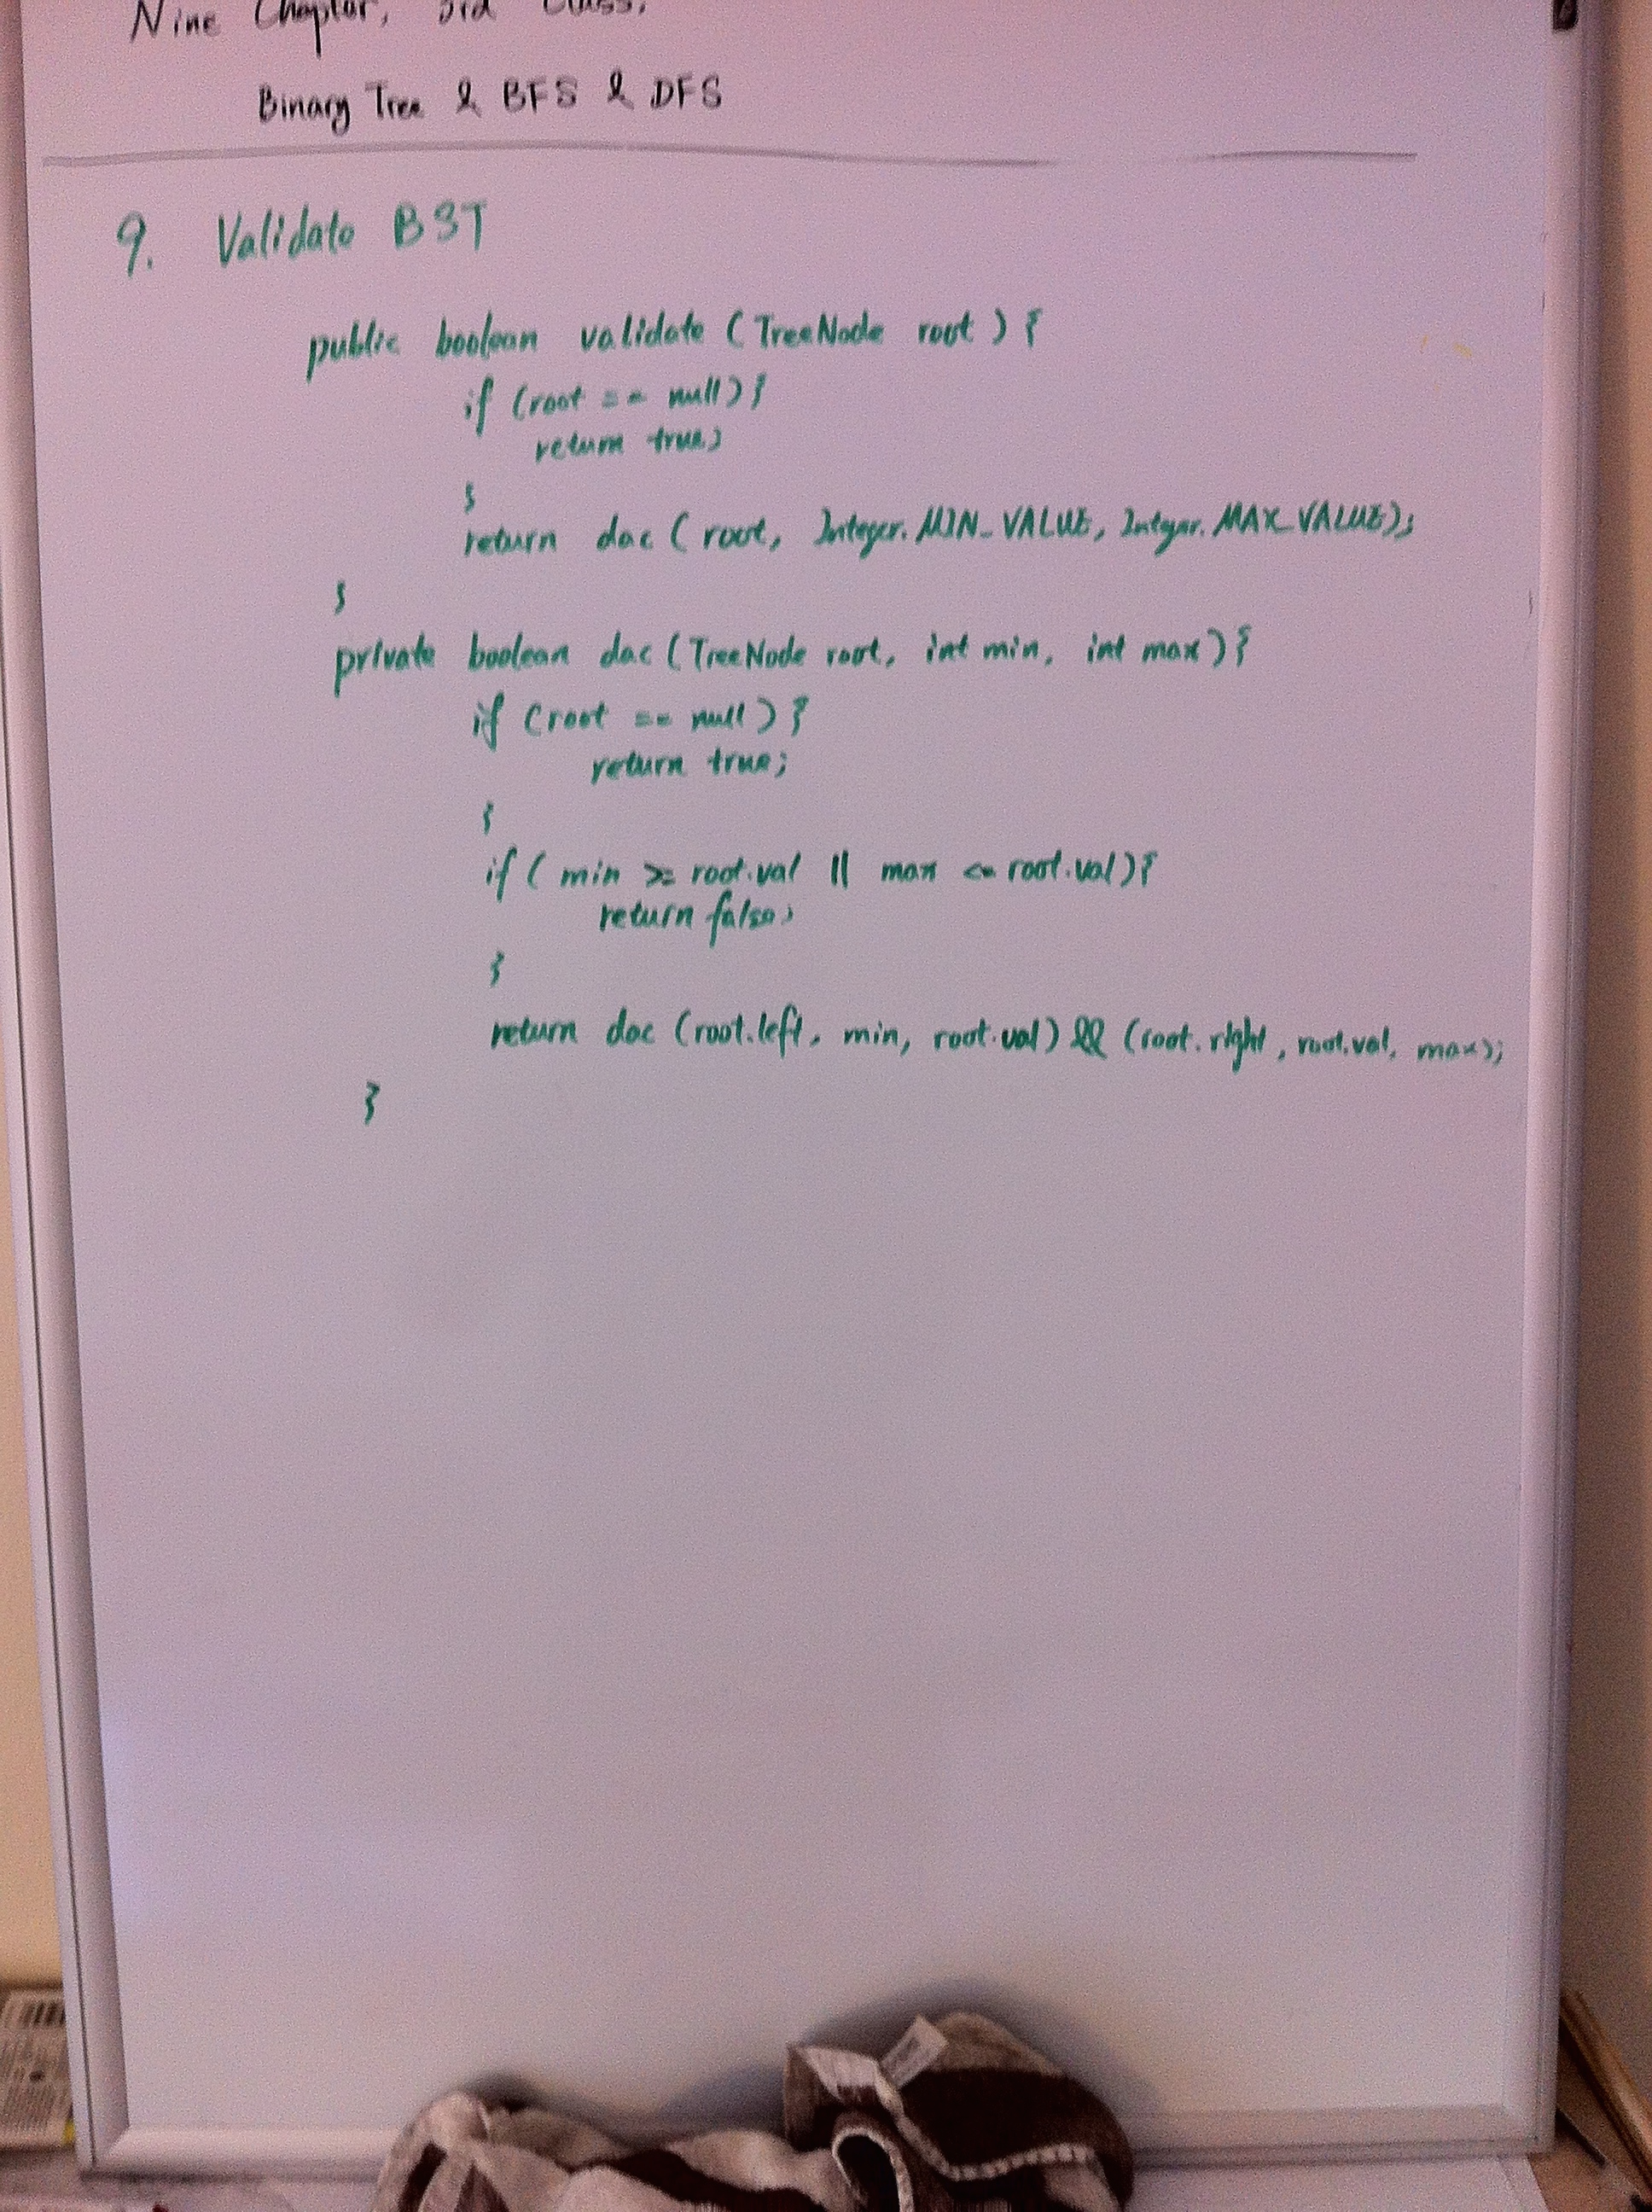 Nine Chapter, 3rd Class,
Binary Tree & BFS & DFS
9. Validate BST
public boolean validate (TreeNode root) {
if (root == null) {
return true;
}
return dac (root, Integer.MIN_VALUE, Integer.MAX_VALUE);
}
private boolean dac (TreeNode root, int min, int max) {
if (root == null) {
return true;
}
if (min >= root.val || max <= root.val) {
return false;
}
return dac (root.left, min, root.val) && (root.right, root.val, max);
}